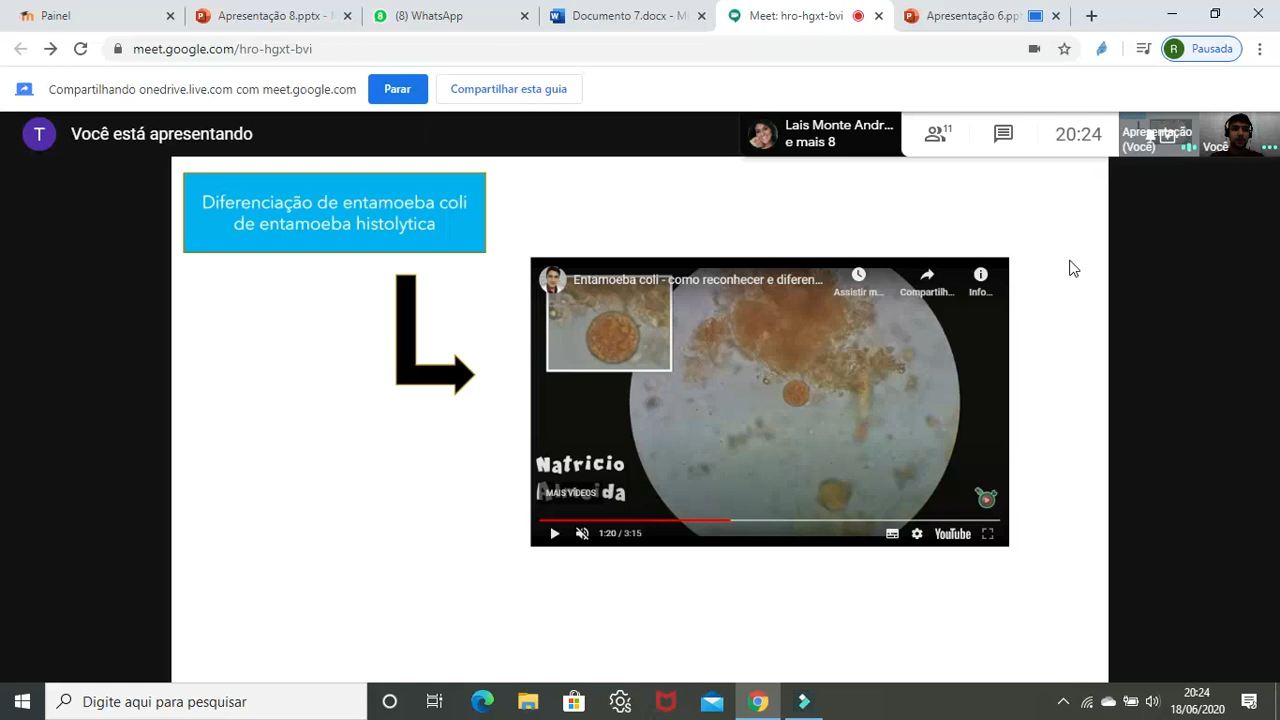 Painel
Apresentação 8.pptx - I
(8) WhatsApp
Documento 7.docx - M
Meet: hro-hgxt-bvi
Apresentação 6.pp
meet.google.com/hro-hgxt-bvi
R
Pausada
Compartilhando onedrive.live.com com meet.google.com
Parar
Compartilhar esta guia
T
Você está apresentando
Lais Monte Andr...
e mais 8
11
20:24
Apresentação
(Você)
Você
Diferenciação de entamoeba coli
de entamoeba histolytica
Entamoeba coli - como reconhecer e diferen...
Assistir m...
Compartilh...
Info...
Natricio
MAIS VÍDEOS
1:20 / 3:15
YouTube
Digite aqui para pesquisar
20:24
18/06/2020